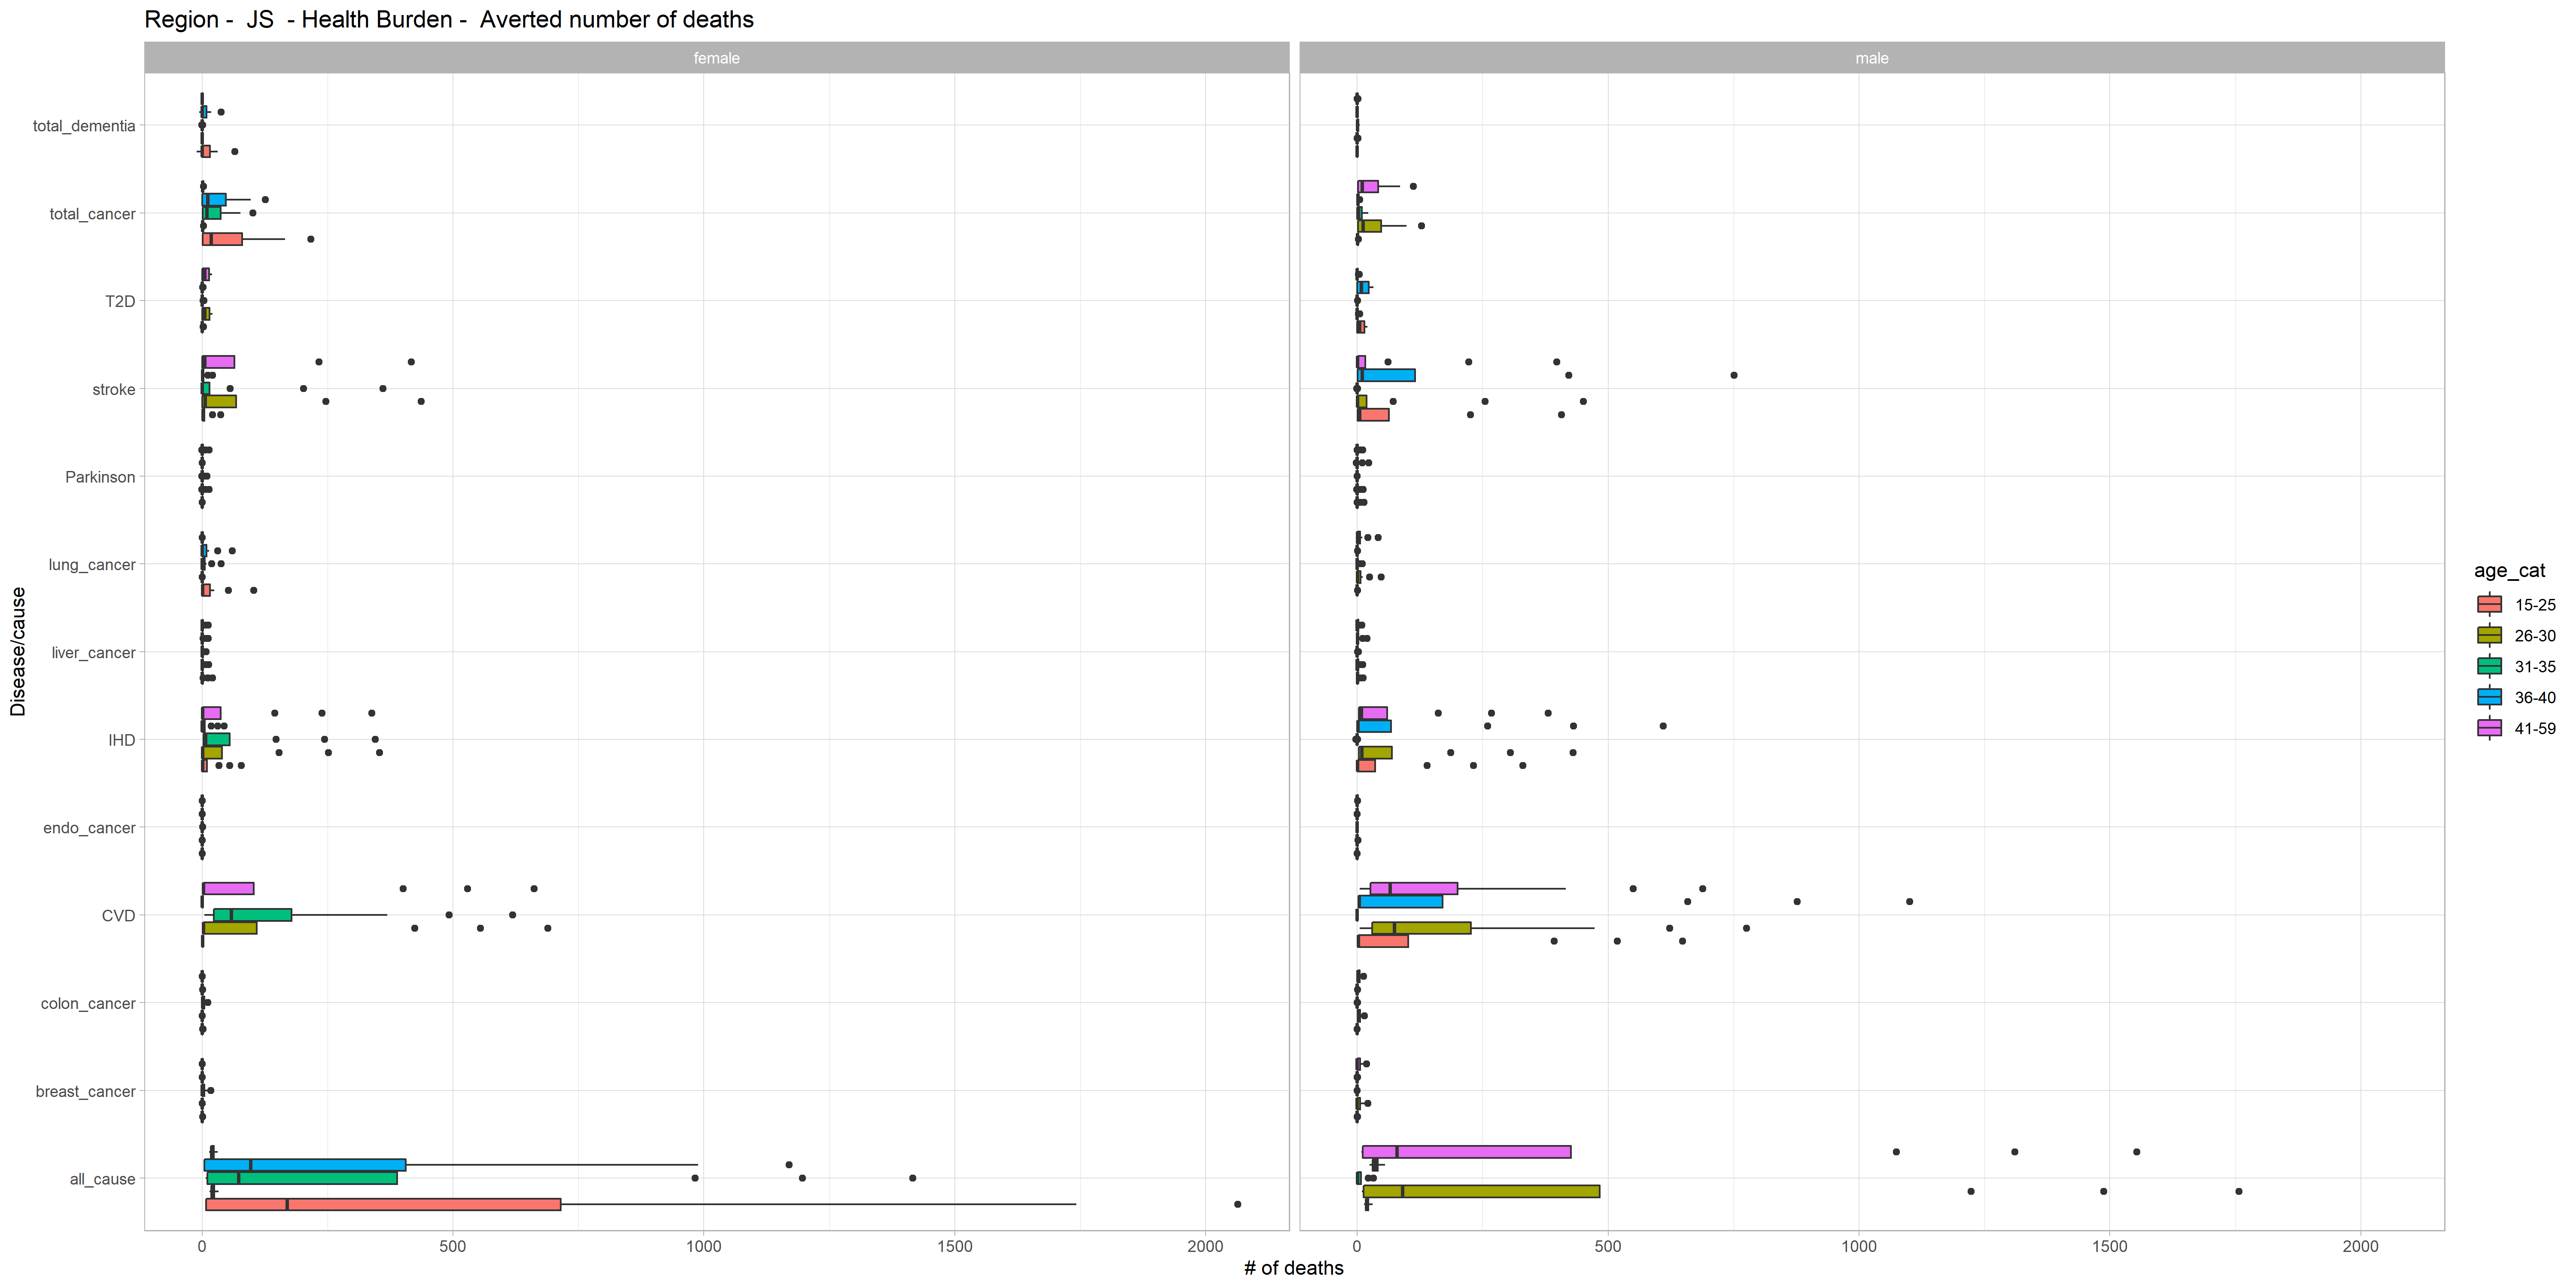 Region -  JS  - Health Burden -  Averted number of deaths
female
male
Disease/cause
total_dementia
total_cancer
T2D
stroke
Parkinson
lung_cancer
liver_cancer
IHD
endo_cancer
CVD
colon_cancer
breast_cancer
all_cause
0 500 1000 1500 2000
0 500 1000 1500 2000
# of deaths
age_cat
15-25
26-30
31-35
36-40
41-59